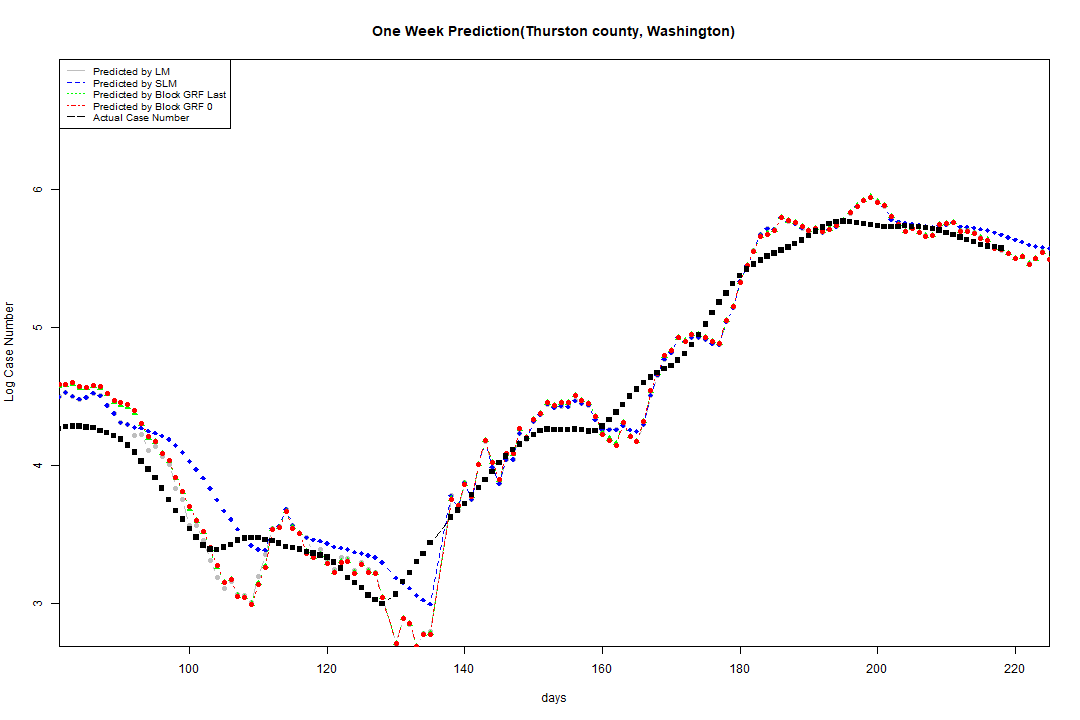 One Week Prediction(Thurston county, Washington)
Predicted by LM
Predicted by SLM
Predicted by Block GRF Last
Predicted by Block GRF 0
Actual Case Number
6
5
4
3
Log Case Number
100 120 140 160 180 200 220
days